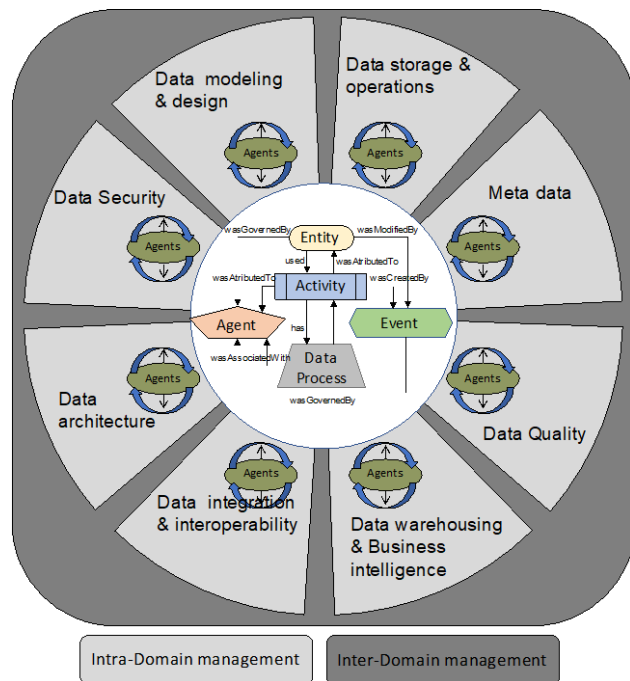 Data modeling
& design
Data storage &
operations
Agents
Agents
Data Security
Meta data
Agents
Agents
wasGovernedBy
Entity
wasModifiedBy
used
wasAtributedTo
wasAtributedTo
wasCreatedBy
Activity
Agent
has
Event
wasAssociatedWith
Data
Process
wasGovernedBy
Agents
Agents
Data
architecture
Data Quality
Agents
Agents
Data integration
& interoperability
Data warehousing
& Business
intelligence
Intra-Domain management
Inter-Domain management